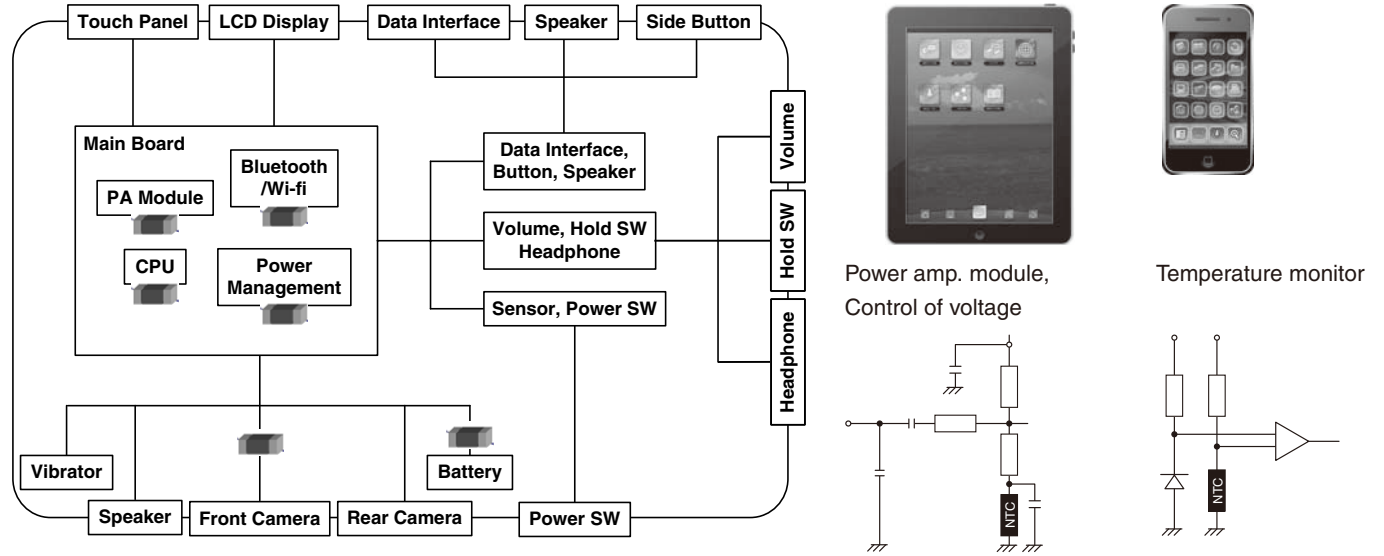 Touch Panel
LCD Display
Data Interface
Speaker
Side Button
Main Board
PA Module
Bluetooth
/Wi-fi
CPU
Power
Management
Data Interface,
Button, Speaker
Volume, Hold SW
Headphone
Sensor, Power SW
Volume
Hold SW
Headphone
Vibrator
Battery
Speaker
Front Camera
Rear Camera
Power SW
Power amp. module,
Control of voltage
NTC
Temperature monitor
NTC